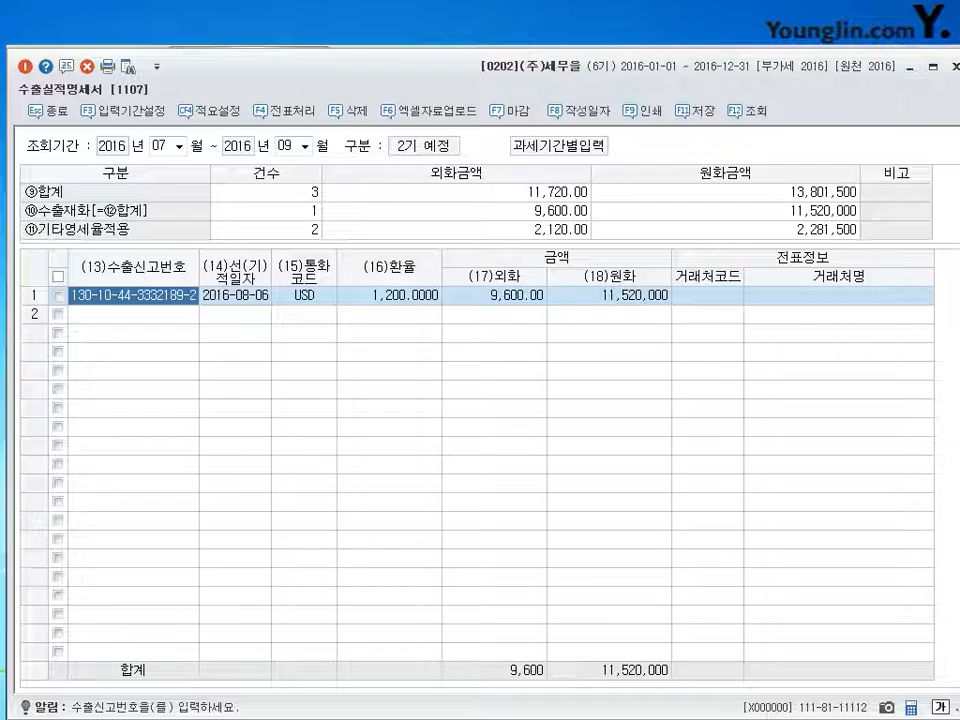 YoungJin.com Y.
[0202](주)세무을 (6기) 2016-01-01 ~ 2016-12-31 [부가세 2016] [원천 2016]
수출실적명세서 [1107]
Esc 종료 F3 입력기간설정 CF4 적요설정 F4 전표처리 F5 삭제 F6 엑셀자료업로드 F7 마감 F8 작성일자 F9 인쇄 F11 저장 F12 조회
조회기간 : 2016 년 07 월 ~ 2016 년 09 월 구분 : 2기 예정 과세기간별입력
구분 건수 외화금액 원화금액 비고
⑨합계 3 11,720.00 13,801,500
⑩수출재화[=⑫합계] 1 9,600.00 11,520,000
⑪기타영세율적용 2 2,120.00 2,281,500
(13)수출신고번호 (14)선(기)적일자 (15)통화코드 (16)환율 금액 전표정보
(17)외화 (18)원화 거래처코드 거래처명
1 130-10-44-3332189-2 2016-08-06 USD 1,200.0000 9,600.00 11,520,000
2
합계 9,600 11,520,000
알림 : 수출신고번호을(를) 입력하세요. [X000000] 111-81-11112 가